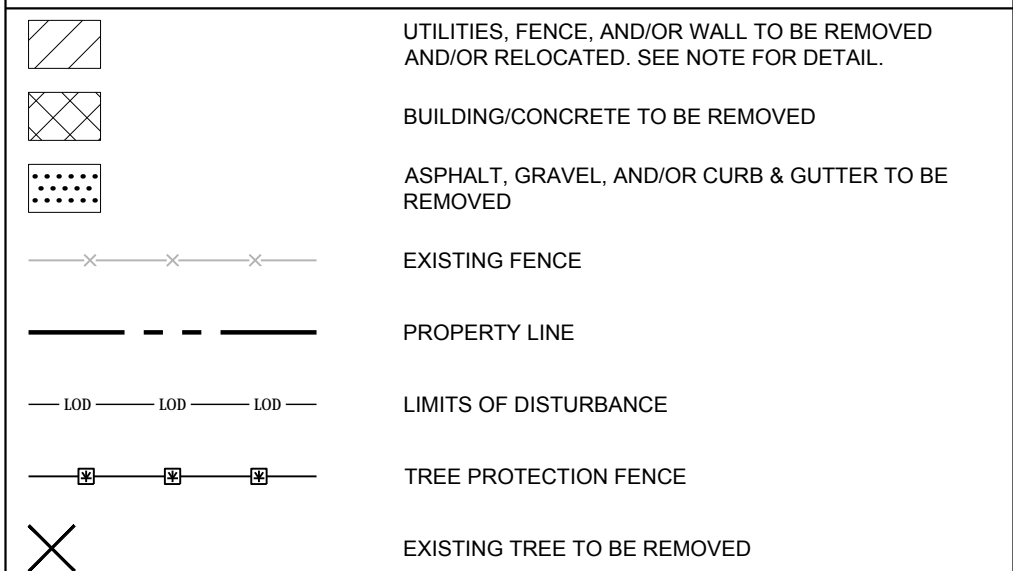 UTILITIES, FENCE, AND/OR WALL TO BE REMOVED
AND/OR RELOCATED. SEE NOTE FOR DETAIL.
BUILDING/CONCRETE TO BE REMOVED
ASPHALT, GRAVEL, AND/OR CURB & GUTTER TO BE
REMOVED
EXISTING FENCE
PROPERTY LINE
LOD LOD LOD LIMITS OF DISTURBANCE
TREE PROTECTION FENCE
EXISTING TREE TO BE REMOVED